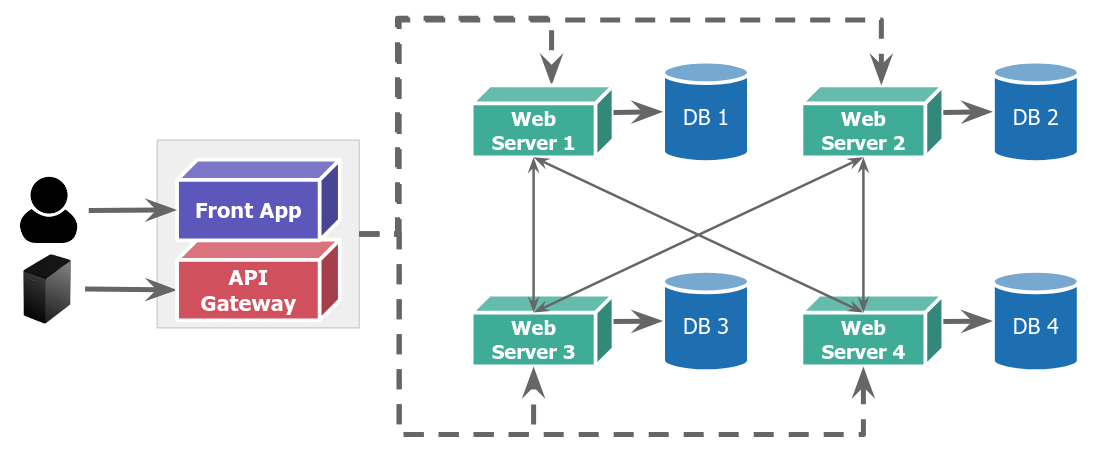 Web
Server 1
DB 1
Web
Server 2
DB 2
Front App
API
Gateway
Web
Server 3
DB 3
Web
Server 4
DB 4